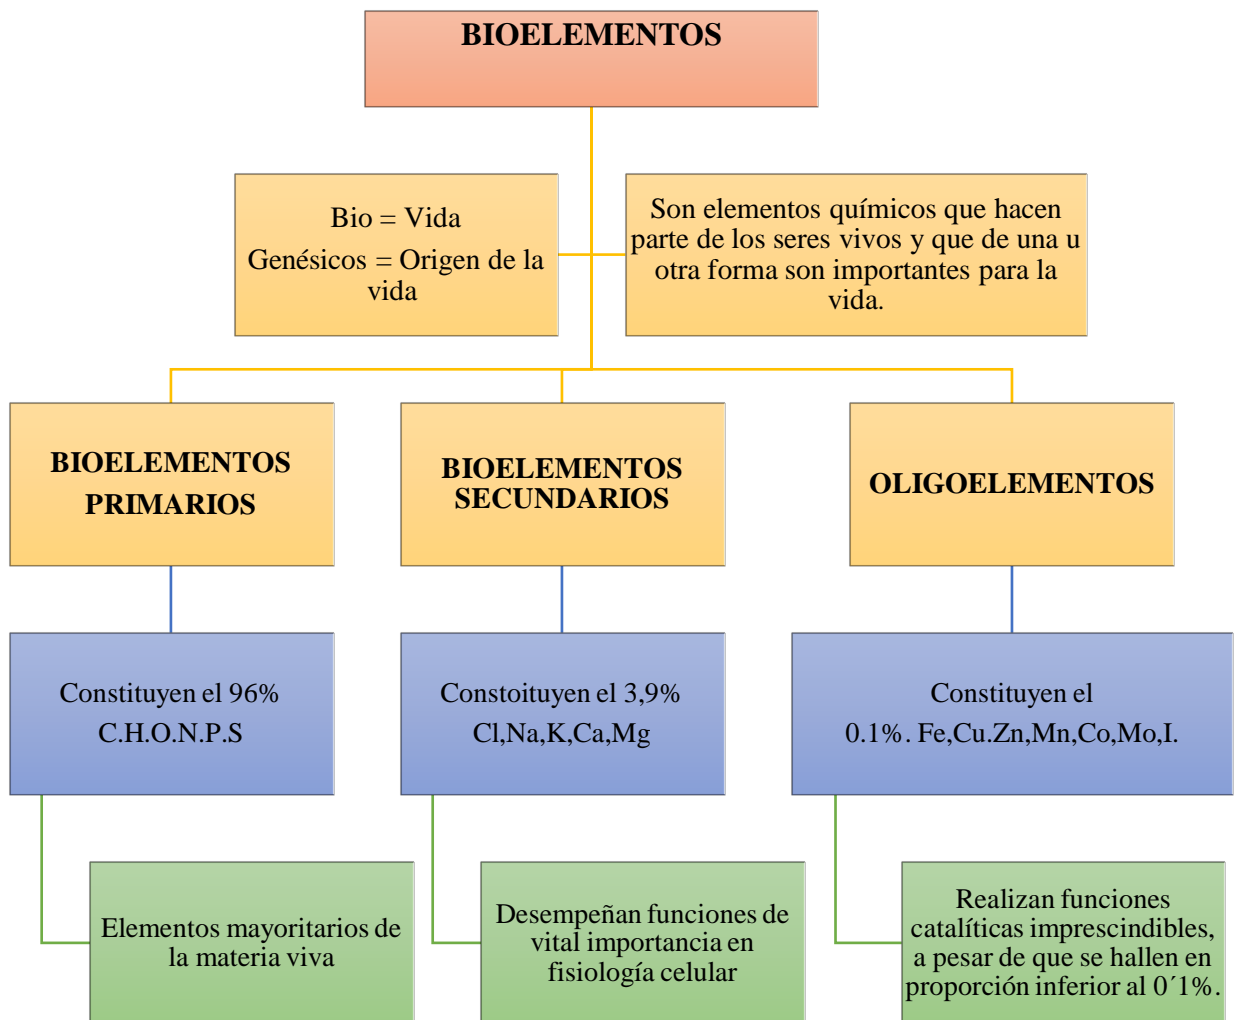 BIOELEMENTOS
Bio = Vida
Genésicos = Origen de la
vida
Son elementos químicos que hacen
parte de los seres vivos y que de una u
otra forma son importantes para la
vida.
BIOELEMENTOS
PRIMARIOS
BIOELEMENTOS
SECUNDARIOS
OLIGOELEMENTOS
Constituyen el 96%
C.H.O.N.P.S
Constoituyen el 3,9%
Cl,Na,K,Ca,Mg
Constituyen el
0.1%. Fe,Cu.Zn,Mn,Co,Mo,I.
Elementos mayoritarios de
la materia viva
Desempeñan funciones de
vital importancia en
fisiología celular
Realizan funciones
catalíticas imprescindibles,
a pesar de que se hallen en
proporción inferior al 0´1%.